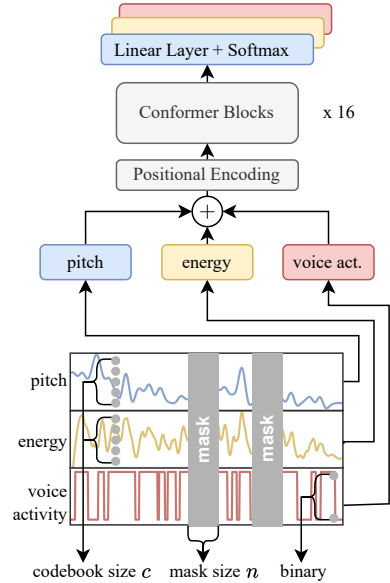 Linear Layer + Softmax
Conformer Blocks
x 16
Positional Encoding
+
pitch
energy
voice act.
pitch
energy
voice
activity
mask
mask
codebook size c
mask size n
binary